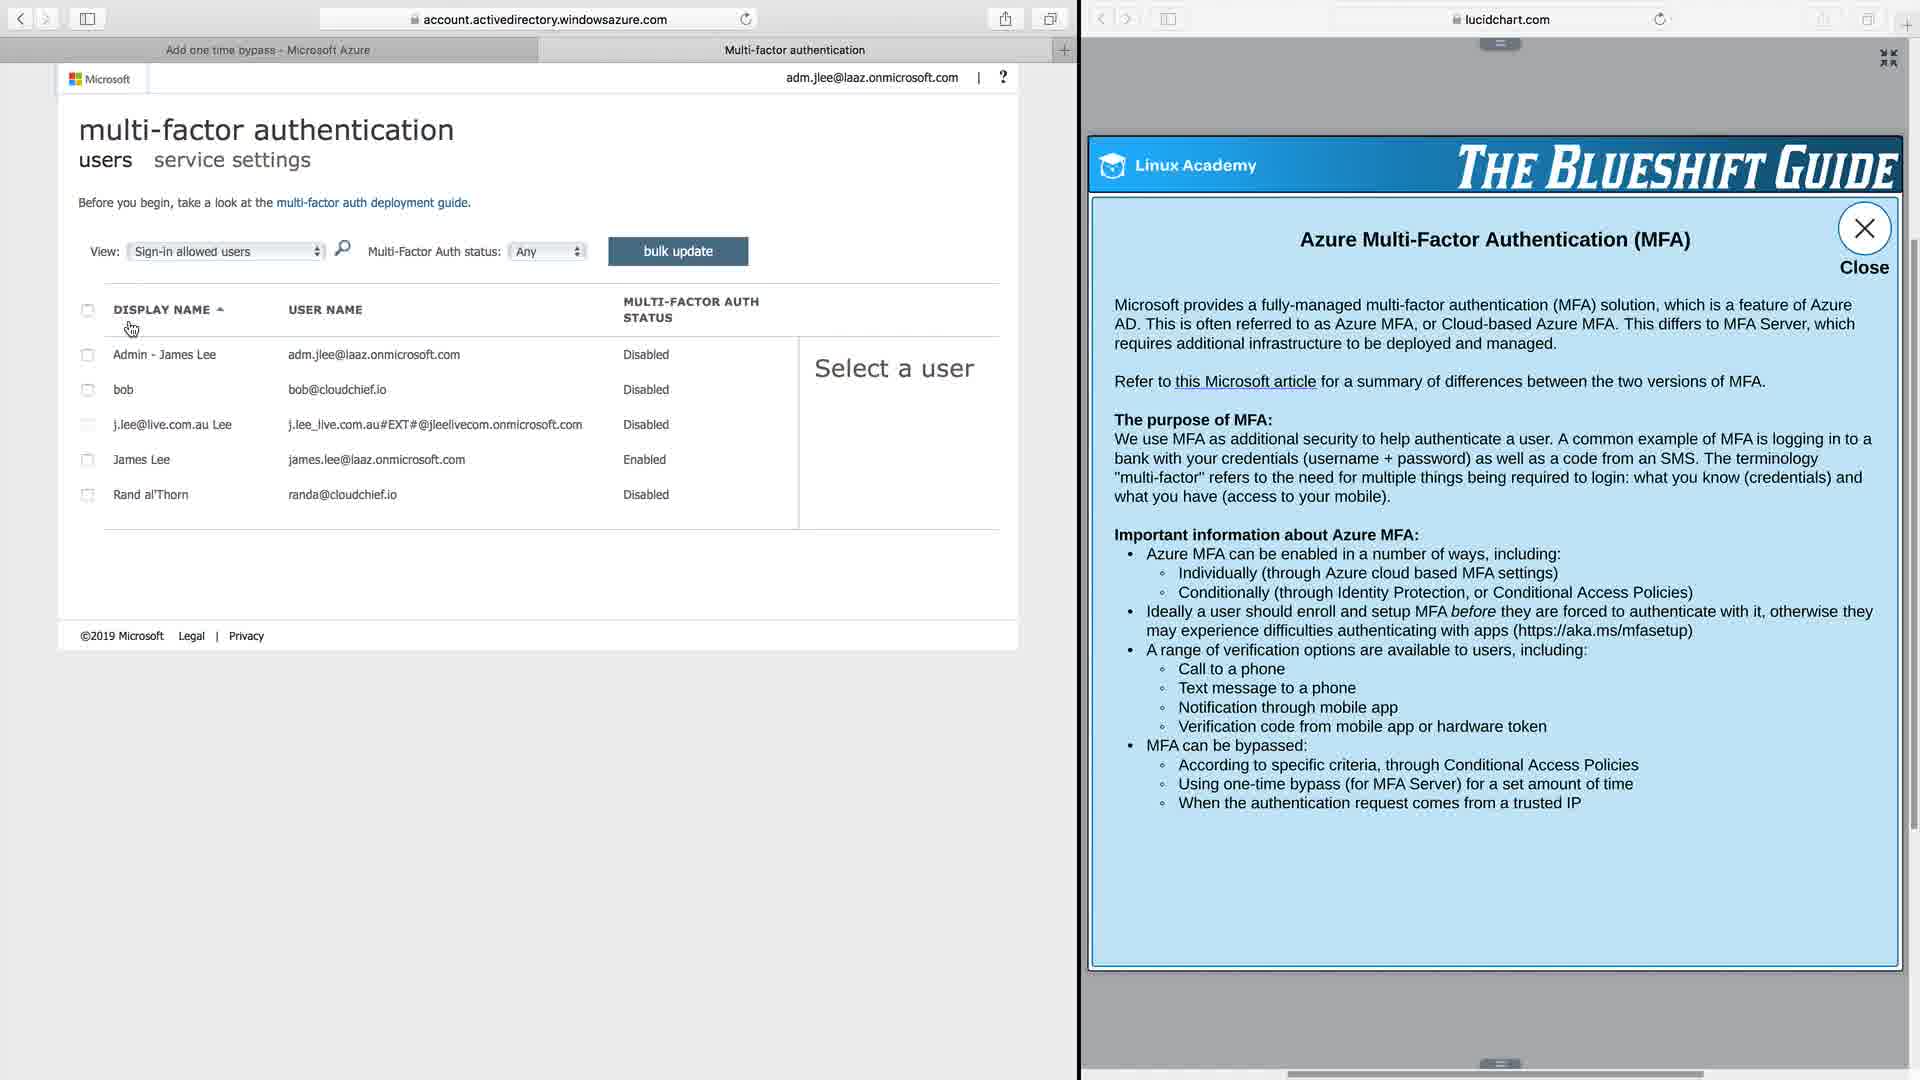 account.activedirectory.windowsazure.com
Add one time bypass - Microsoft Azure
Multi-factor authentication
Microsoft
adm.jlee@laaz.onmicrosoft.com | ?
multi-factor authentication
users service settings
Before you begin, take a look at the multi-factor auth deployment guide.
View: Sign-in allowed users Multi-Factor Auth status: Any bulk update
DISPLAY NAME USER NAME MULTI-FACTOR AUTH
STATUS
Admin - James Lee adm.jlee@laaz.onmicrosoft.com Disabled
bob bob@cloudchief.io Disabled
j.lee@live.com.au Lee j.lee_live.com.au#EXT#@jleelivecom.onmicrosoft.com Disabled
James Lee james.lee@laaz.onmicrosoft.com Enabled
Rand al'Thorn randa@cloudchief.io Disabled
Select a user
©2019 Microsoft Legal | Privacy
lucidchart.com
Linux Academy
THE BLUESHIFT GUIDE
Azure Multi-Factor Authentication (MFA)
Close
Microsoft provides a fully-managed multi-factor authentication (MFA) solution, which is a feature of Azure
AD. This is often referred to as Azure MFA, or Cloud-based Azure MFA. This differs to MFA Server, which
requires additional infrastructure to be deployed and managed.
Refer to this Microsoft article for a summary of differences between the two versions of MFA.
The purpose of MFA:
We use MFA as additional security to help authenticate a user. A common example of MFA is logging in to a
bank with your credentials (username + password) as well as a code from an SMS. The terminology
"multi-factor" refers to the need for multiple things being required to login: what you know (credentials) and
what you have (access to your mobile).
Important information about Azure MFA:
• Azure MFA can be enabled in a number of ways, including:
◦ Individually (through Azure cloud based MFA settings)
◦ Conditionally (through Identity Protection, or Conditional Access Policies)
• Ideally a user should enroll and setup MFA before they are forced to authenticate with it, otherwise they
may experience difficulties authenticating with apps (https://aka.ms/mfasetup)
• A range of verification options are available to users, including:
◦ Call to a phone
◦ Text message to a phone
◦ Notification through mobile app
◦ Verification code from mobile app or hardware token
• MFA can be bypassed:
◦ According to specific criteria, through Conditional Access Policies
◦ Using one-time bypass (for MFA Server) for a set amount of time
◦ When the authentication request comes from a trusted IP